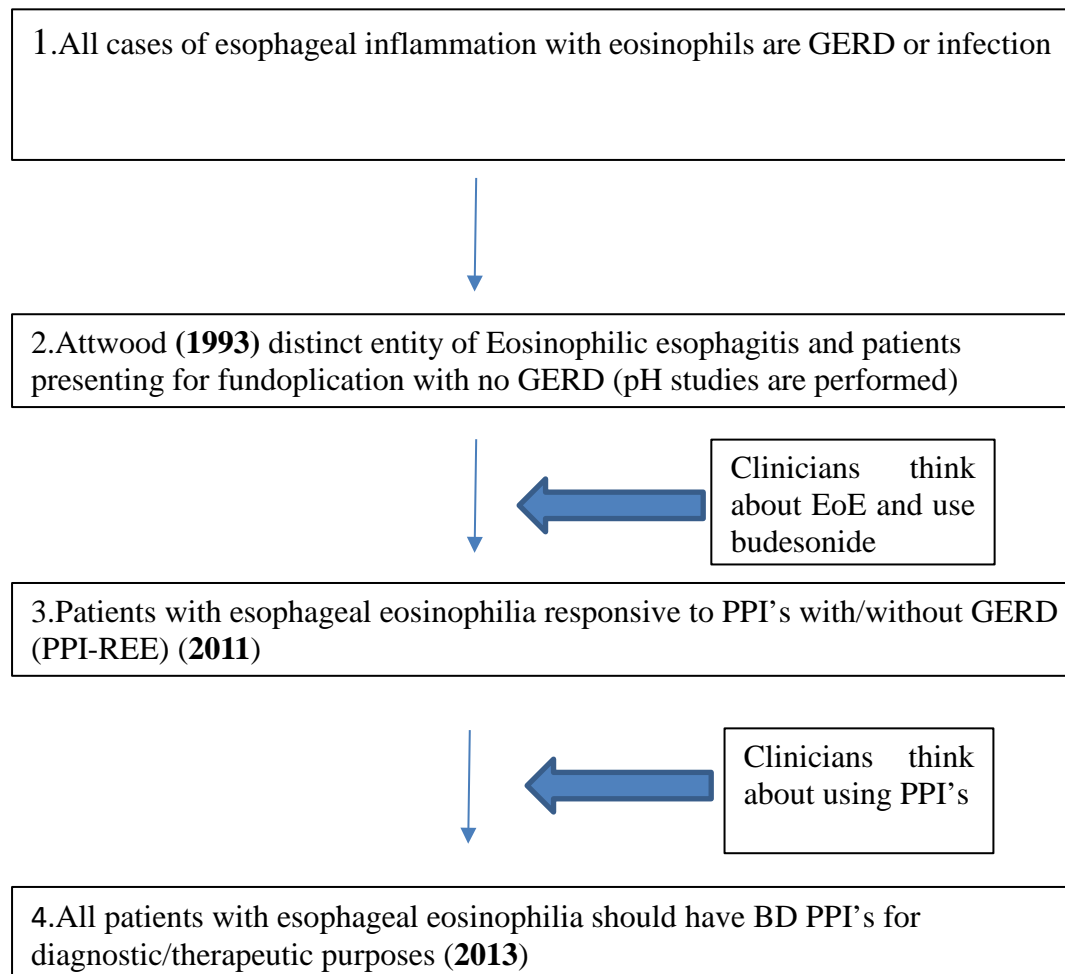 1.All cases of esophageal inflammation with eosinophils are GERD or infection
2.Attwood (1993) distinct entity of Eosinophilic esophagitis and patients
presenting for fundoplication with no GERD (pH studies are performed)
Clinicians think
about EoE and use
budesonide
3.Patients with esophageal eosinophilia responsive to PPI’s with/without GERD
(PPI-REE) (2011)
Clinicians think
about using PPI’s
4.All patients with esophageal eosinophilia should have BD PPI’s for
diagnostic/therapeutic purposes (2013)